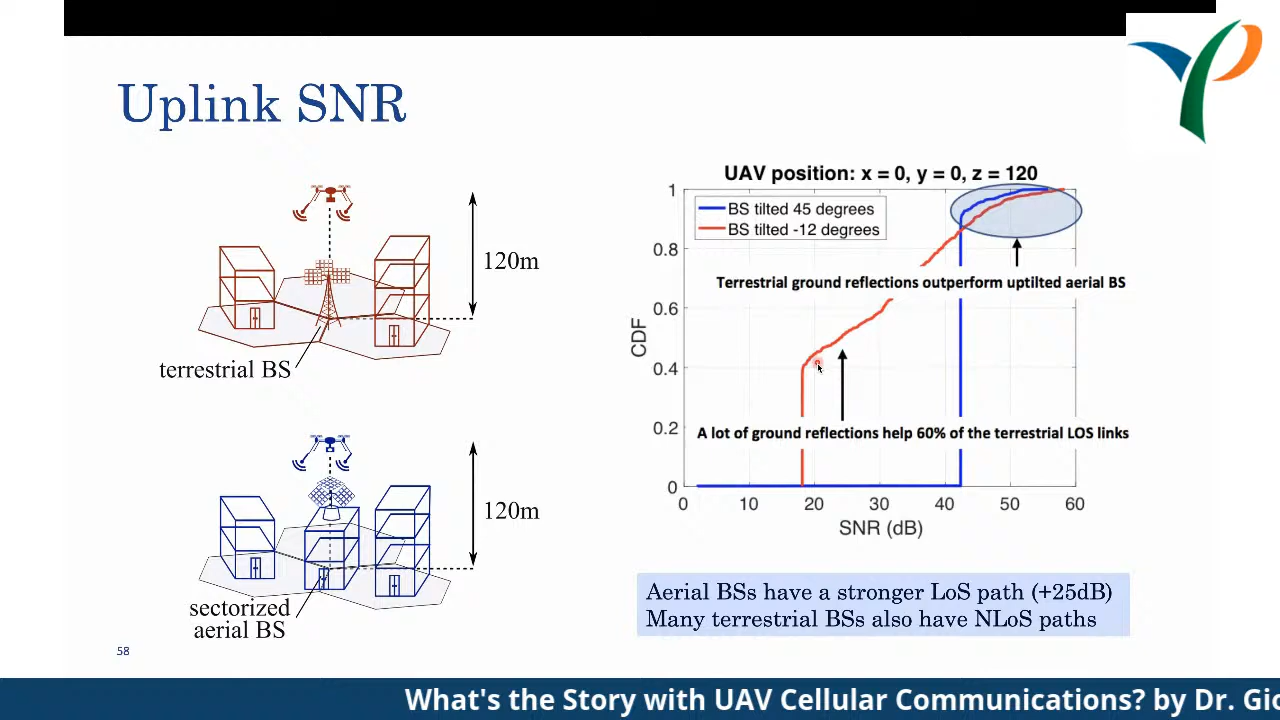 Uplink SNR
120m
terrestrial BS
120m
sectorized
aerial BS
58
UAV position: x = 0, y = 0, z = 120
BS tilted 45 degrees
BS tilted -12 degrees
Terrestrial ground reflections outperform uptilted aerial BS
A lot of ground reflections help 60% of the terrestrial LOS links
CDF
1
0.8
0.6
0.4
0.2
0
0 10 20 30 40 50 60
SNR (dB)
Aerial BSs have a stronger LoS path (+25dB)
Many terrestrial BSs also have NLoS paths
What's the Story with UAV Cellular Communications? by Dr. Gio